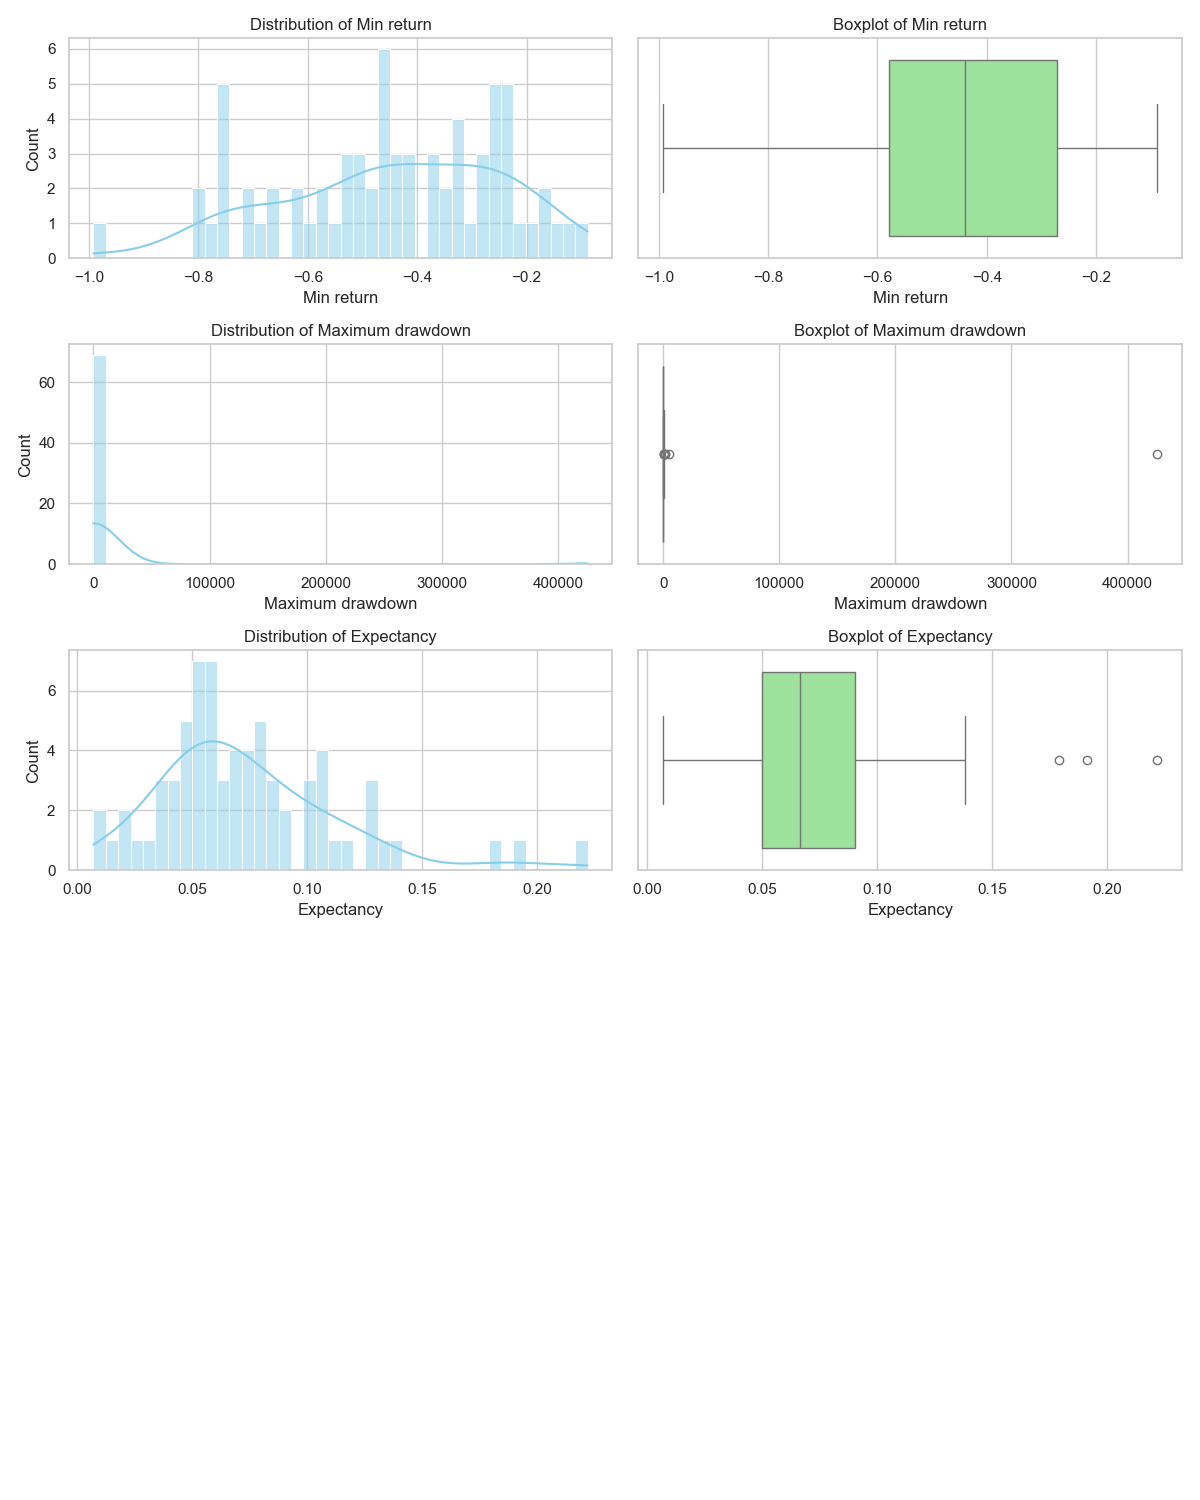 Distribution of Min return
Boxplot of Min return
6
5
4
3
2
1
0
Count
−1.0 −0.8 −0.6 −0.4 −0.2
Min return
−1.0 −0.8 −0.6 −0.4 −0.2
Min return
Distribution of Maximum drawdown
Boxplot of Maximum drawdown
60
40
20
0
Count
0 100000 200000 300000 400000
Maximum drawdown
0 100000 200000 300000 400000
Maximum drawdown
Distribution of Expectancy
Boxplot of Expectancy
6
4
2
0
Count
0.00 0.05 0.10 0.15 0.20
Expectancy
0.00 0.05 0.10 0.15 0.20
Expectancy